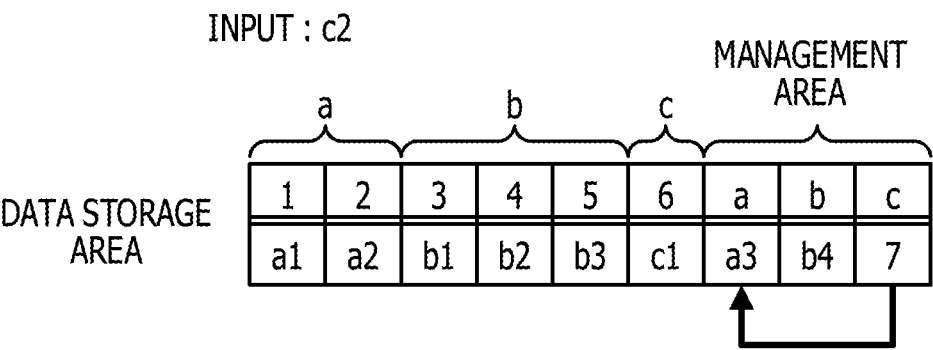 INPUT : c2
MANAGEMENT
AREA
a b c
1 2 3 4 5 6 a b c
DATA STORAGE
AREA
a1 a2 b1 b2 b3 c1 a3 b4 7